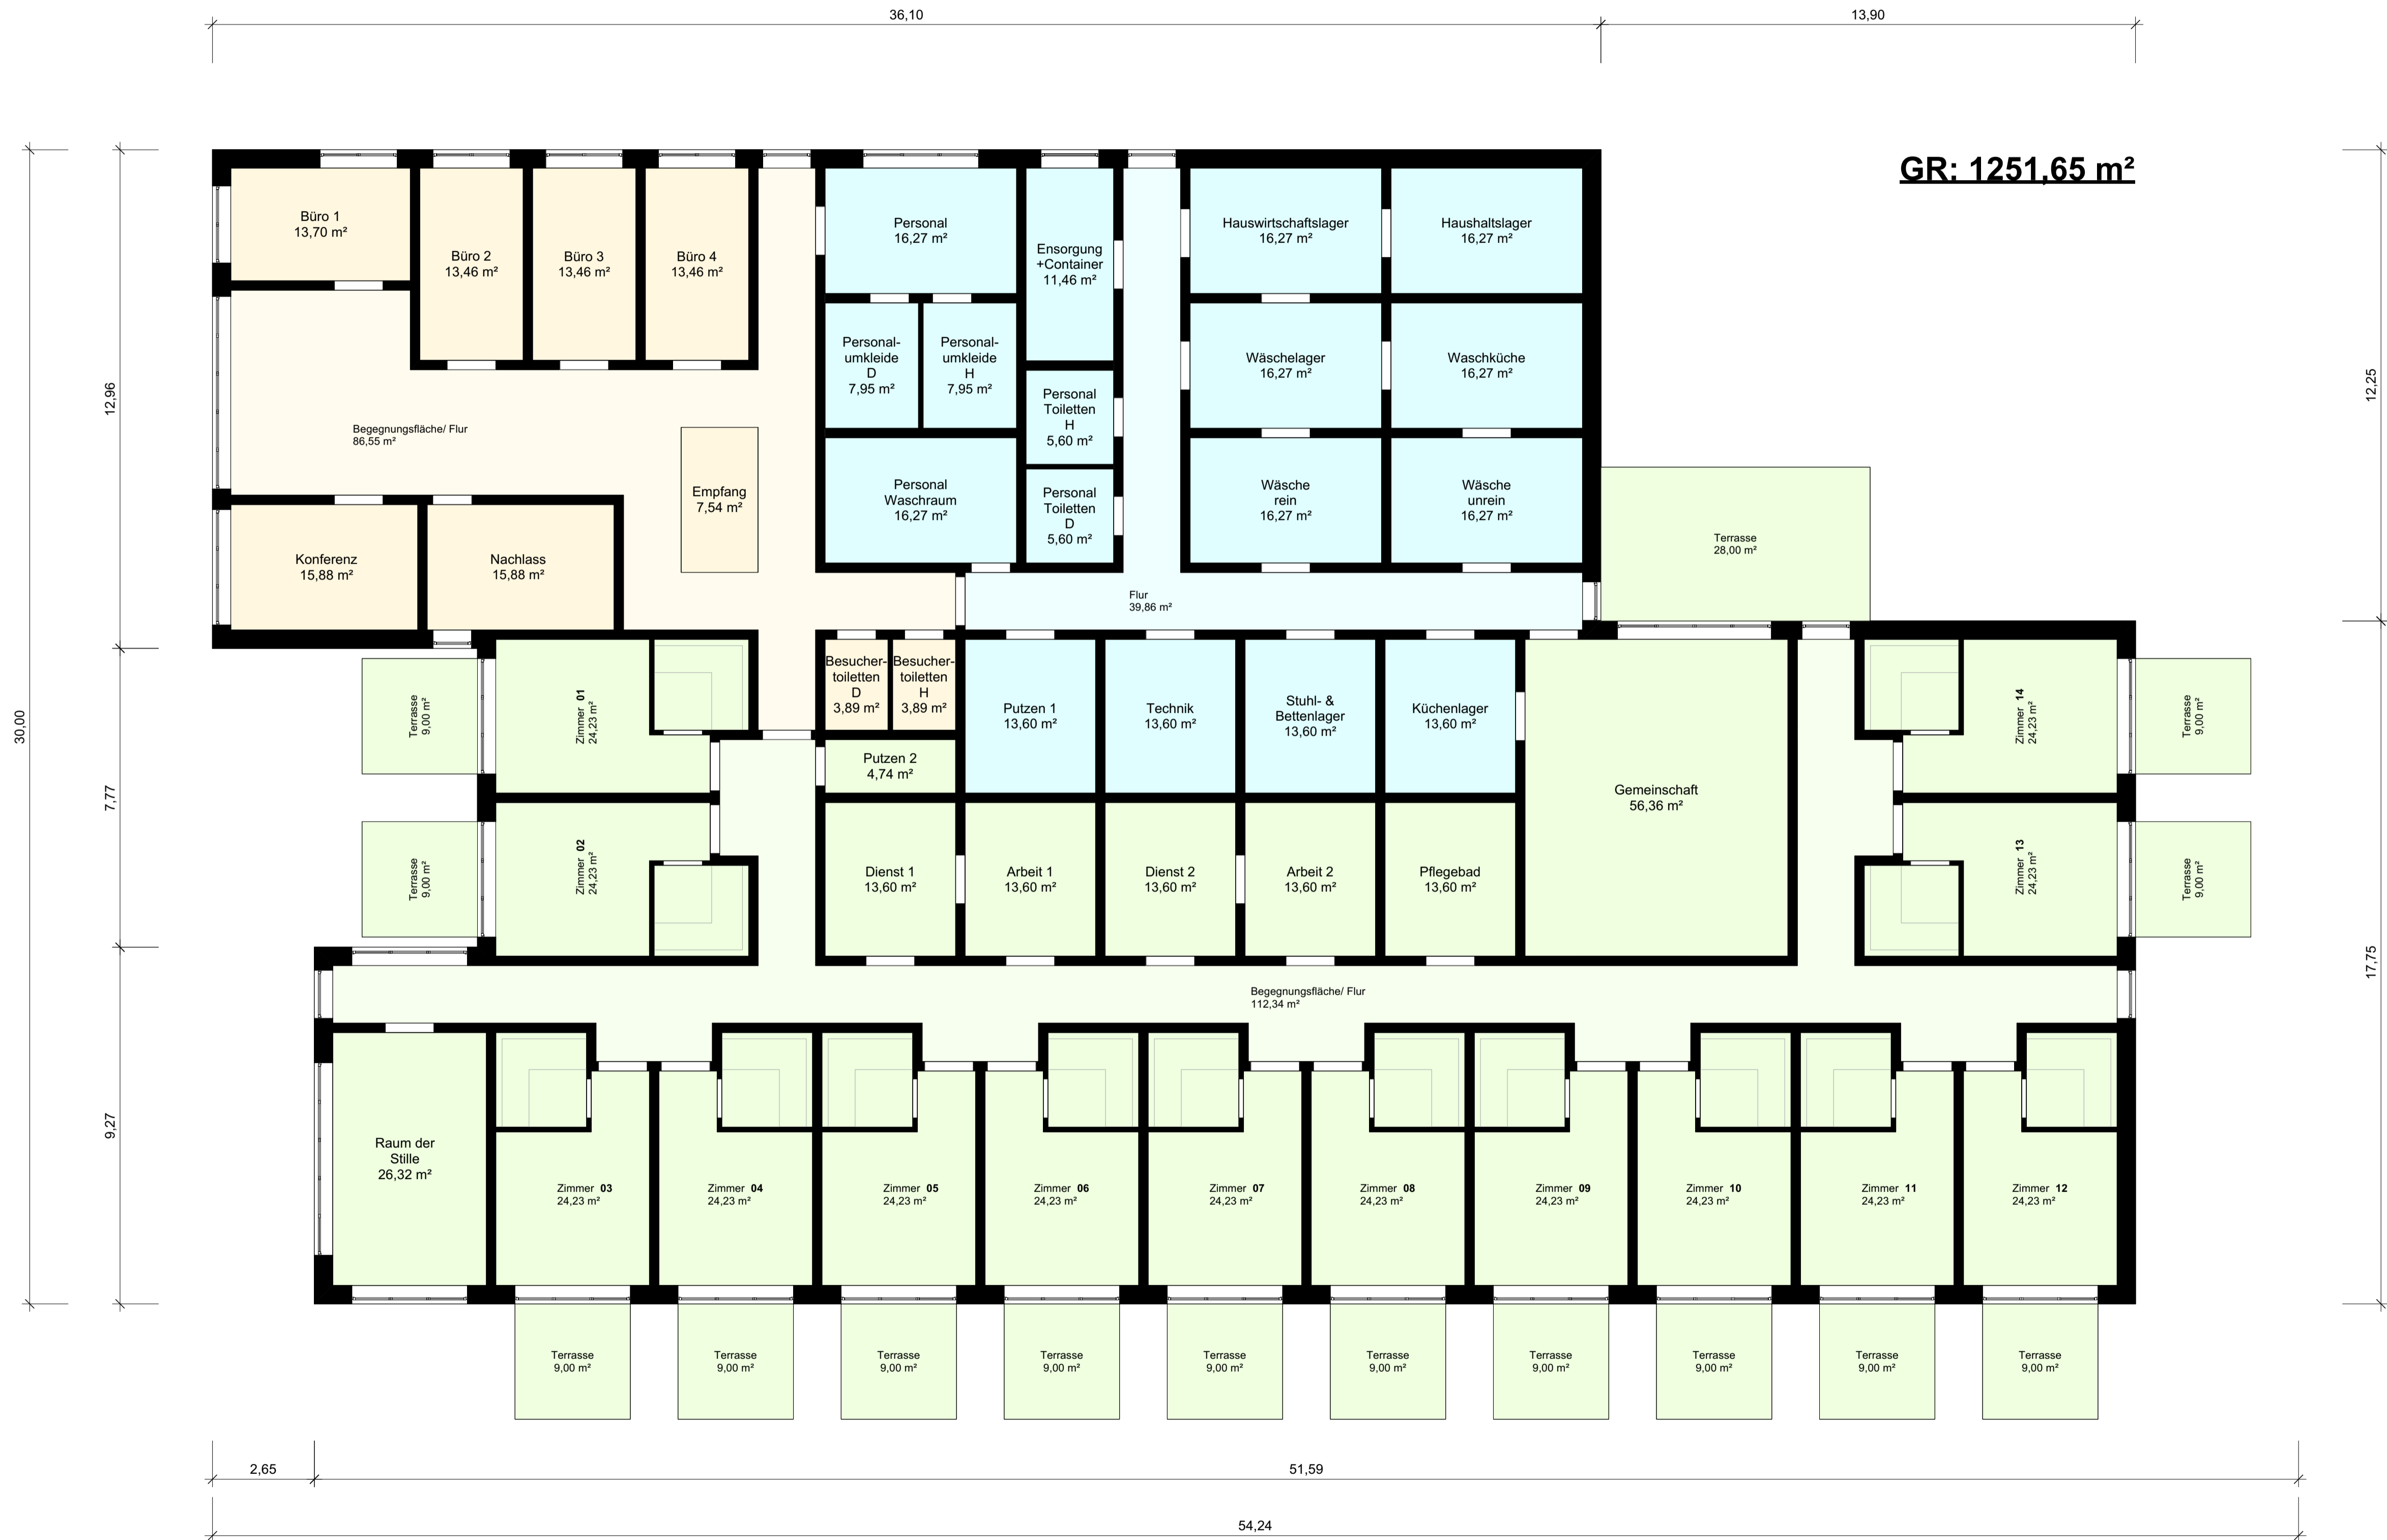 36,10
13,90
GR: 1251,65 m²
30,00
12,96
7,77
9,27
12,25
17,75
Büro 1
13,70 m²
Büro 2
13,46 m²
Büro 3
13,46 m²
Büro 4
13,46 m²
Personal
16,27 m²
Ensorgung
+Container
11,46 m²
Hauswirtschaftslager
16,27 m²
Haushaltslager
16,27 m²
Personal-
umkleide
D
7,95 m²
Personal-
umkleide
H
7,95 m²
Personal
Toiletten
H
5,60 m²
Wäschelager
16,27 m²
Waschküche
16,27 m²
Begegnungsfläche/ Flur
86,55 m²
Empfang
7,54 m²
Personal
Waschraum
16,27 m²
Personal
Toiletten
D
5,60 m²
Wäsche
rein
16,27 m²
Wäsche
unrein
16,27 m²
Terrasse
28,00 m²
Konferenz
15,88 m²
Nachlass
15,88 m²
Flur
39,86 m²
Terrasse
9,00 m²
Zimmer 01
24,23 m²
Besucher-
toiletten
D
3,89 m²
Besucher-
toiletten
H
3,89 m²
Putzen 1
13,60 m²
Technik
13,60 m²
Stuhl- &
Bettenlager
13,60 m²
Küchenlager
13,60 m²
Zimmer 14
24,23 m²
Terrasse
9,00 m²
Putzen 2
4,74 m²
Gemeinschaft
56,36 m²
Terrasse
9,00 m²
Zimmer 02
24,23 m²
Dienst 1
13,60 m²
Arbeit 1
13,60 m²
Dienst 2
13,60 m²
Arbeit 2
13,60 m²
Pflegebad
13,60 m²
Zimmer 13
24,23 m²
Terrasse
9,00 m²
Begegnungsfläche/ Flur
112,34 m²
Raum der
Stille
26,32 m²
Zimmer 03
24,23 m²
Zimmer 04
24,23 m²
Zimmer 05
24,23 m²
Zimmer 06
24,23 m²
Zimmer 07
24,23 m²
Zimmer 08
24,23 m²
Zimmer 09
24,23 m²
Zimmer 10
24,23 m²
Zimmer 11
24,23 m²
Zimmer 12
24,23 m²
Terrasse
9,00 m²
Terrasse
9,00 m²
Terrasse
9,00 m²
Terrasse
9,00 m²
Terrasse
9,00 m²
Terrasse
9,00 m²
Terrasse
9,00 m²
Terrasse
9,00 m²
Terrasse
9,00 m²
Terrasse
9,00 m²
2,65
51,59
54,24